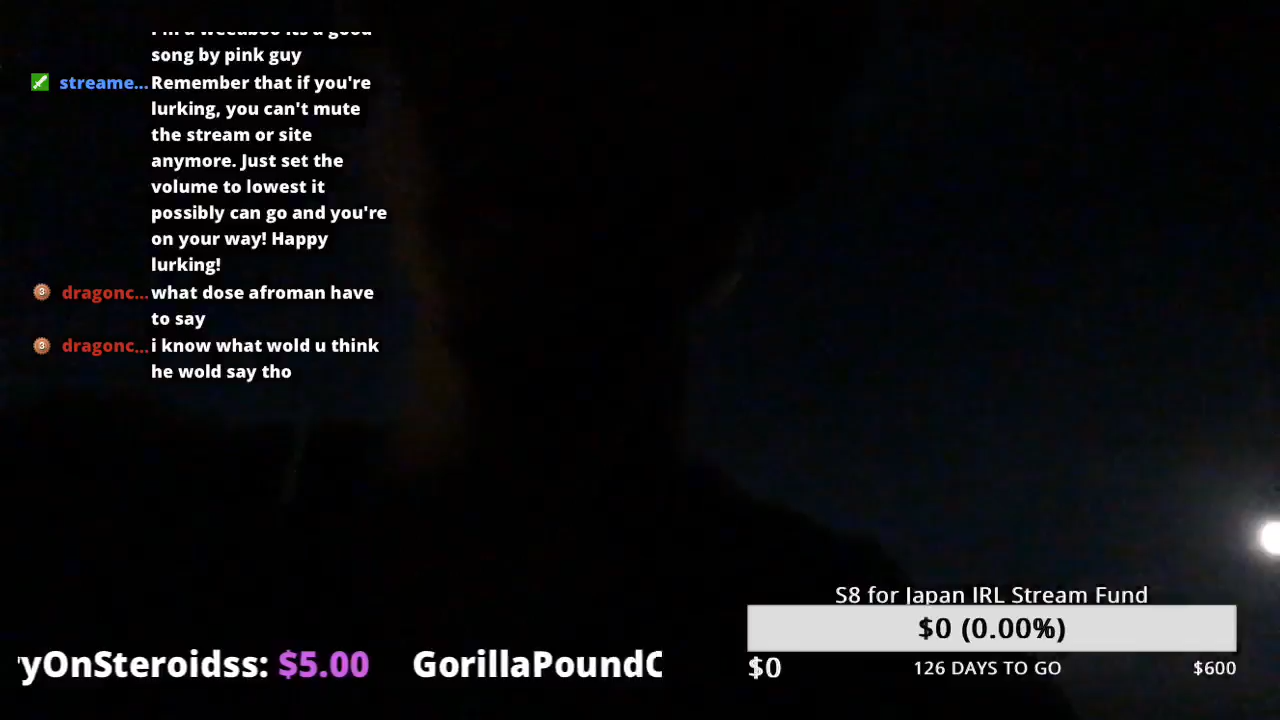 song by pink guy
streame... Remember that if you're
lurking, you can't mute
the stream or site
anymore. Just set the
volume to lowest it
possibly can go and you're
on your way! Happy
lurking!
dragonc... what dose afroman have
to say
dragonc... i know what wold u think
he wold say tho
S8 for Japan IRL Stream Fund
$0 (0.00%)
$0 126 DAYS TO GO $600
yOnSteroidss: $5.00 GorillaPoundC